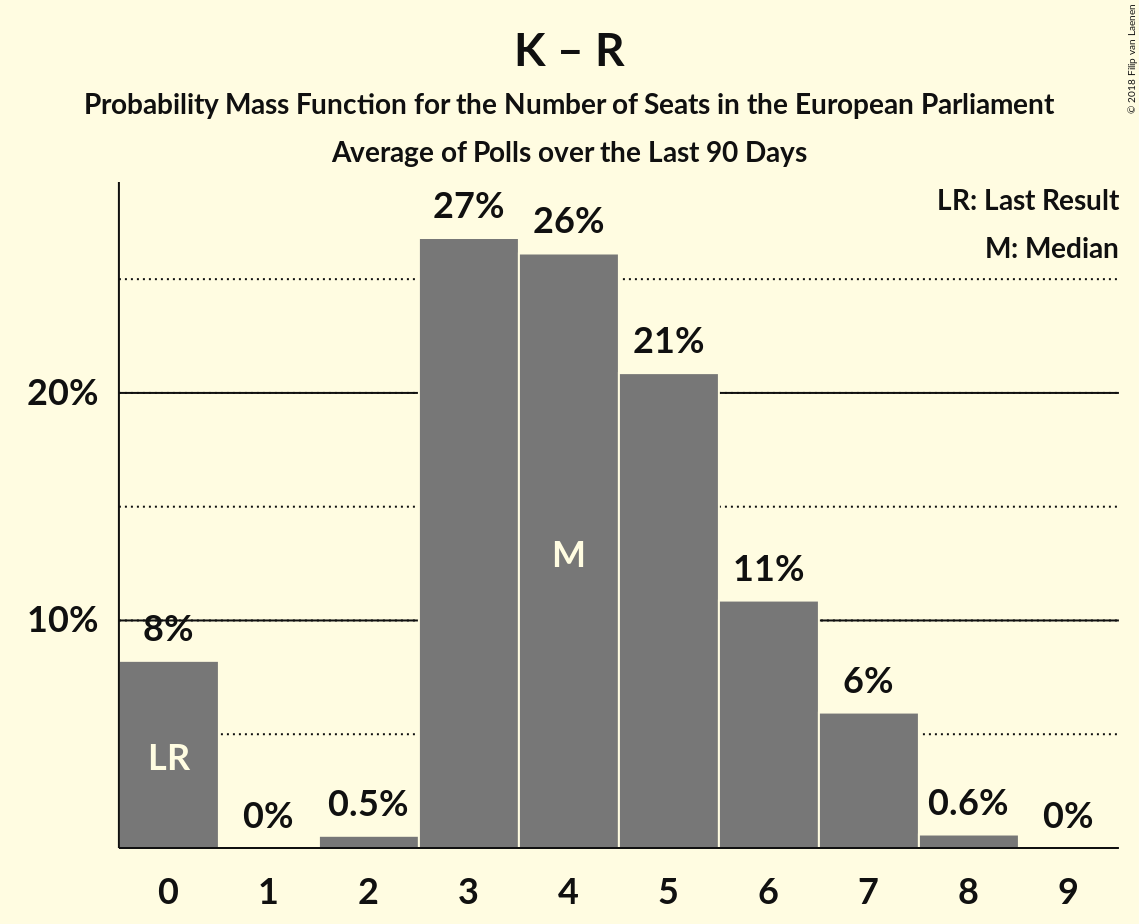 K – R
Probability Mass Function for the Number of Seats in the European Parliament
Average of Polls over the Last 90 Days
© 2018 Filip van Laenen
LR: Last Result
M: Median
27%
26%
21%
20%
M
11%
10%
8%
6%
LR
0%
0.5%
0.6%
0%
0 1 2 3 4 5 6 7 8 9